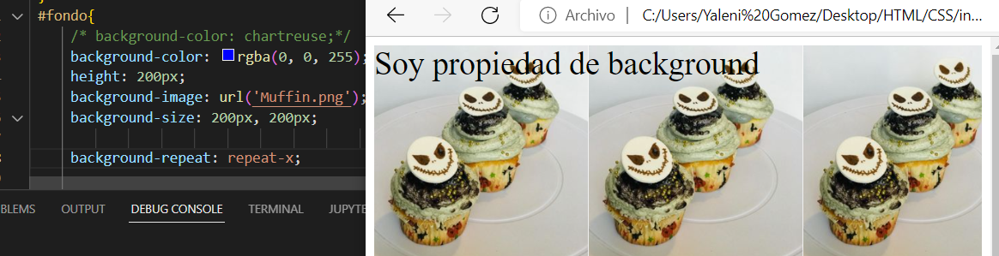 #fondo{
/* background-color: chartreuse;*/
background-color: rgba(0, 0, 255);
height: 200px;
background-image: url('Muffin.png');
background-size: 200px, 200px;
background-repeat: repeat-x;
BLEMS OUTPUT DEBUG CONSOLE TERMINAL JUPYTE
Archivo | C:/Users/Yaleni%20Gomez/Desktop/HTML/CSS/in...
Soy propiedad de background